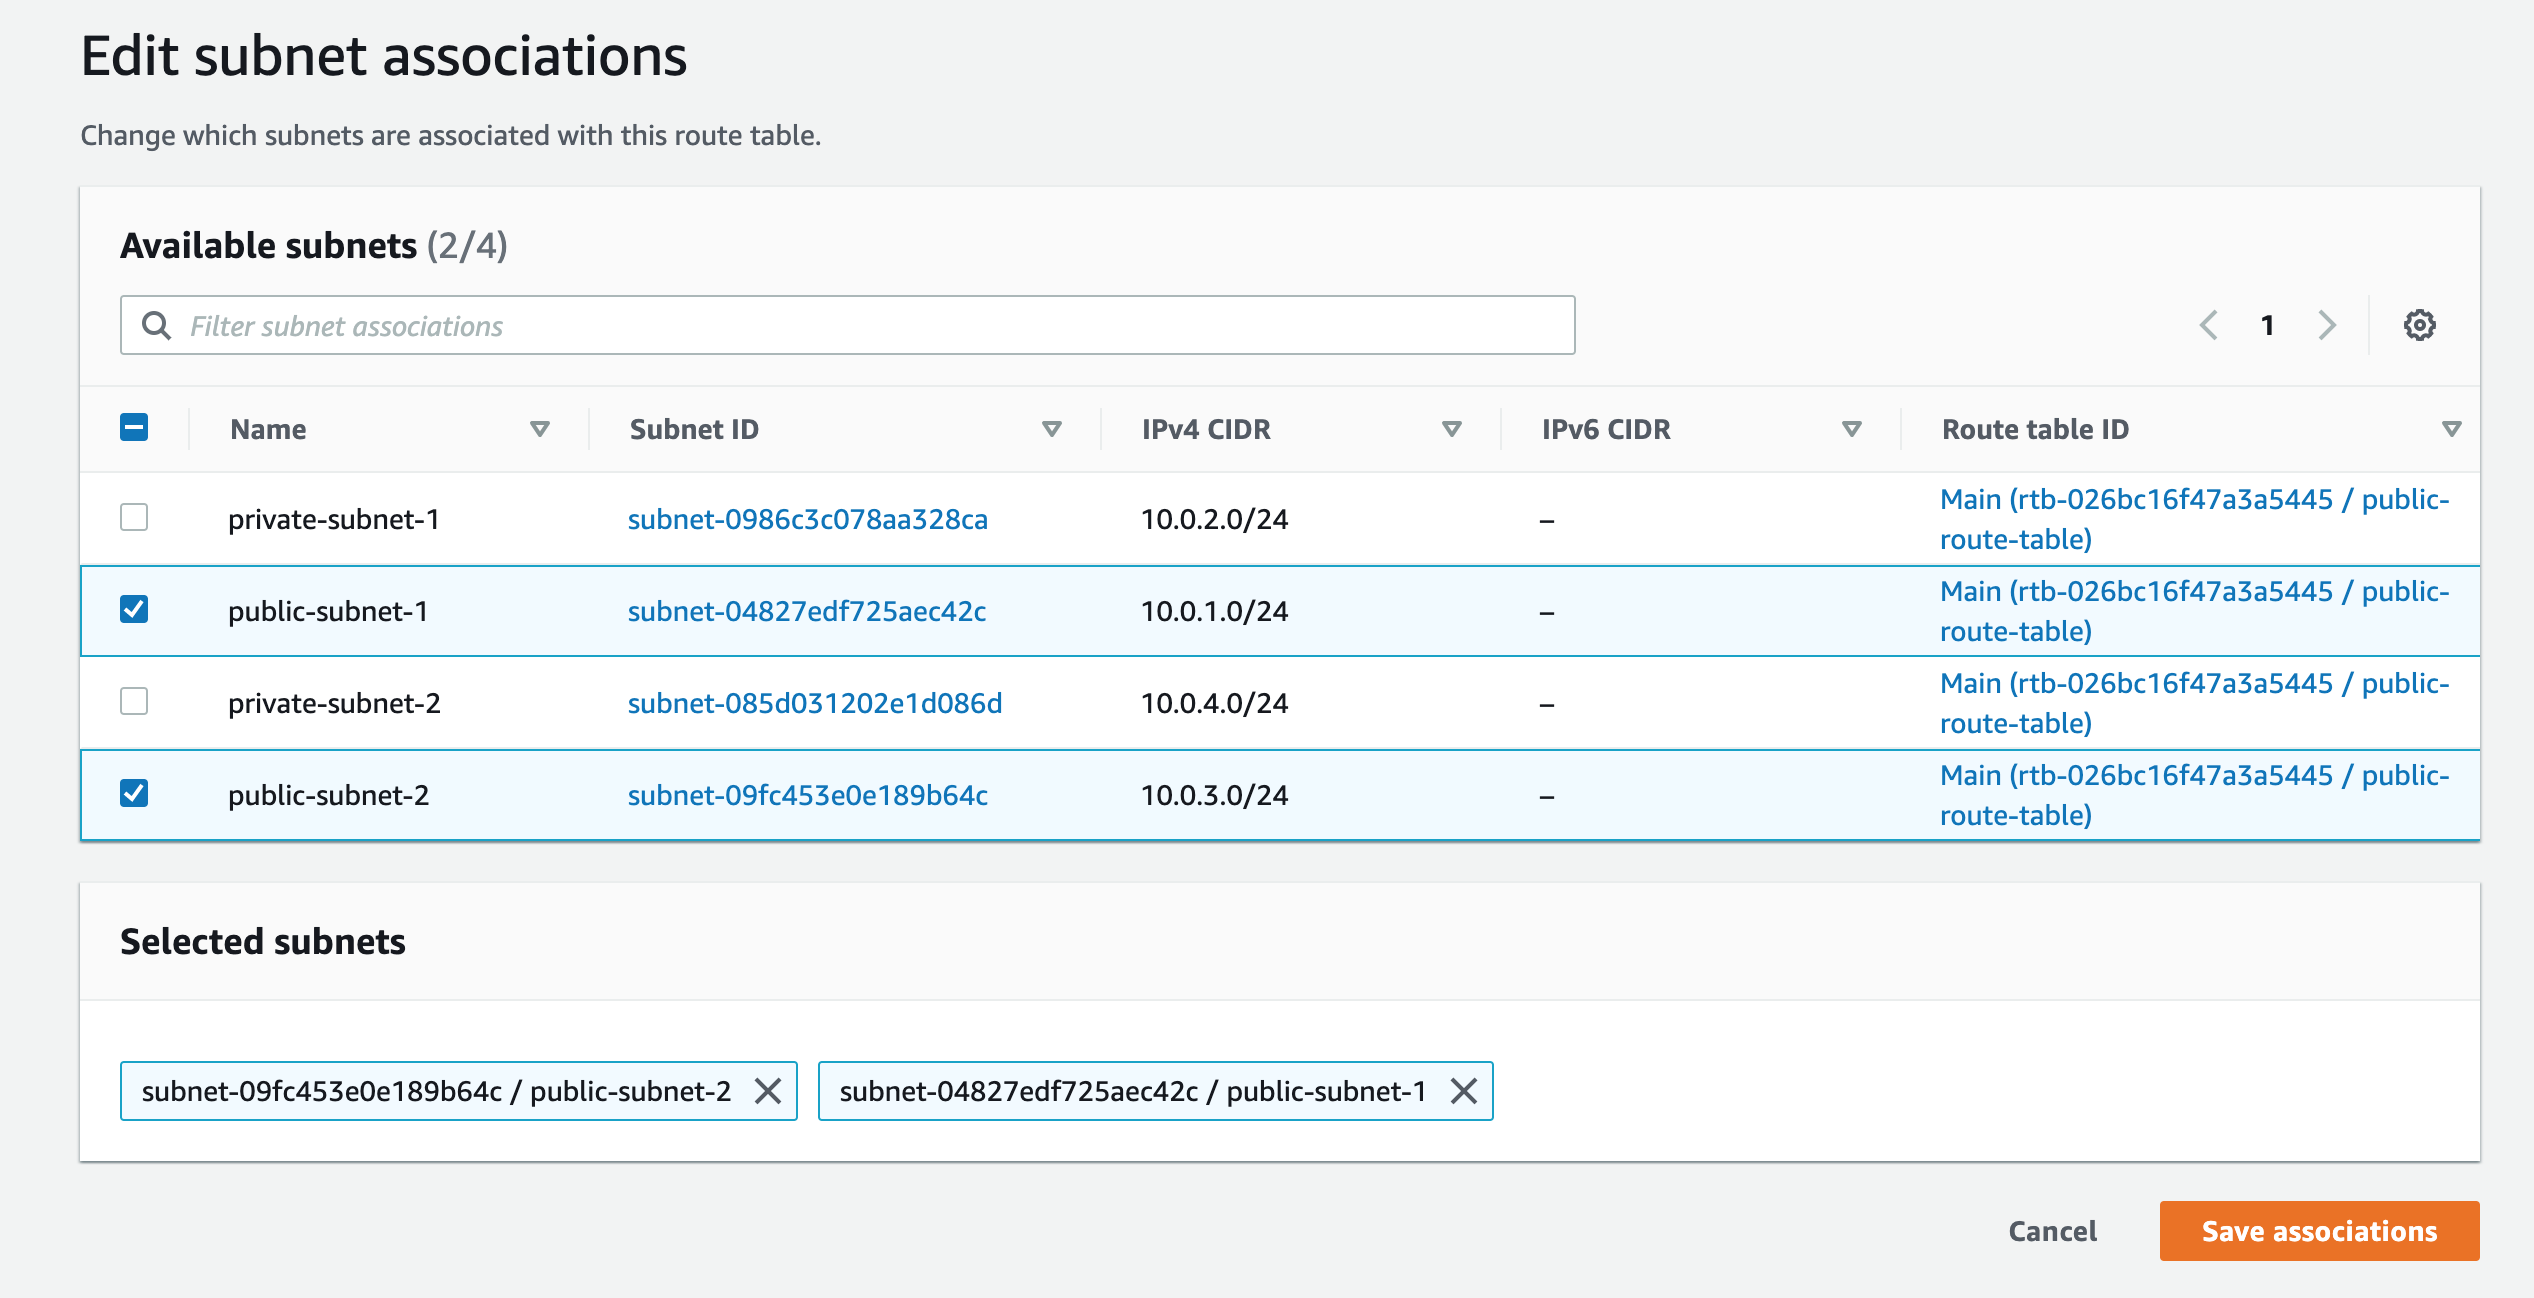 Edit subnet associations
Change which subnets are associated with this route table.
Available subnets (2/4)
Filter subnet associations
1
Name Subnet ID IPv4 CIDR IPv6 CIDR Route table ID
private-subnet-1 subnet-0986c3c078aa328ca 10.0.2.0/24 – Main (rtb-026bc16f47a3a5445 / public-
route-table)
public-subnet-1 subnet-04827edf725aec42c 10.0.1.0/24 – Main (rtb-026bc16f47a3a5445 / public-
route-table)
private-subnet-2 subnet-085d031202e1d086d 10.0.4.0/24 – Main (rtb-026bc16f47a3a5445 / public-
route-table)
public-subnet-2 subnet-09fc453e0e189b64c 10.0.3.0/24 – Main (rtb-026bc16f47a3a5445 / public-
route-table)
Selected subnets
subnet-09fc453e0e189b64c / public-subnet-2 subnet-04827edf725aec42c / public-subnet-1
Cancel Save associations